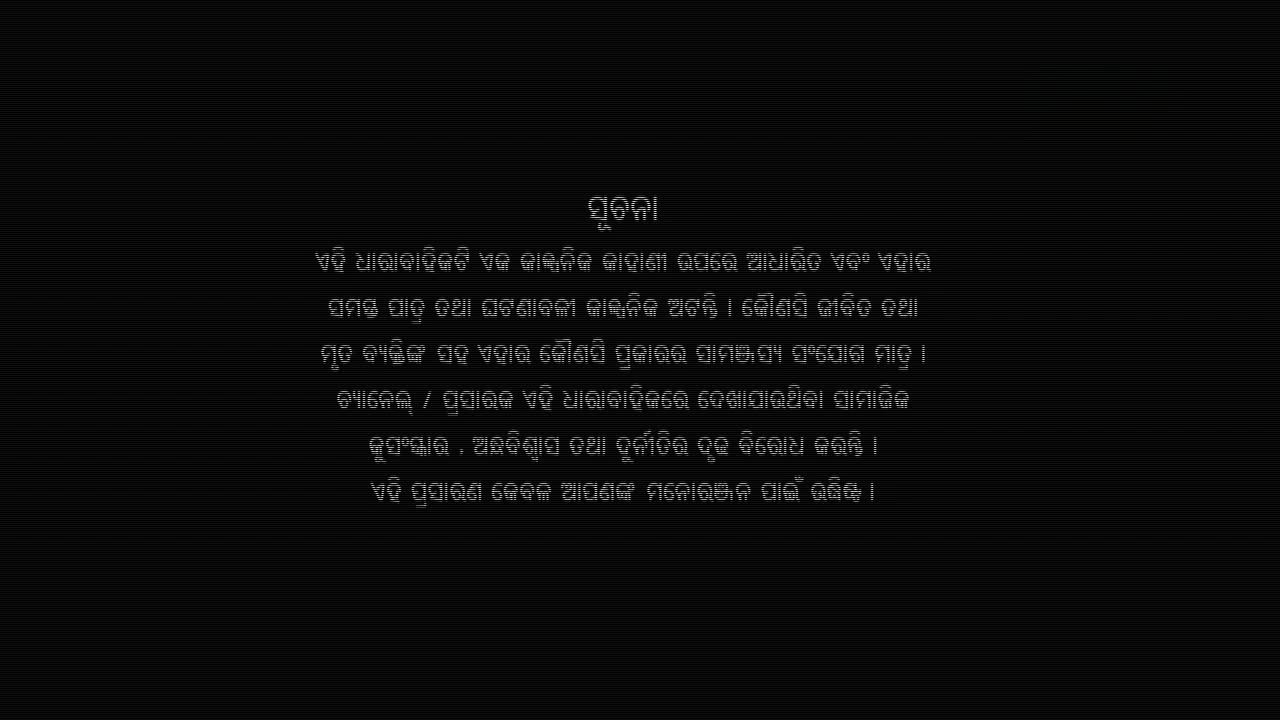 ସୂଚନା
ଏହି ଧାରାବାହିକଟି ଏକ କାଳ୍ପନିକ କାହାଣୀ ଉପରେ ଆଧାରିତ ଏବଂ ଏହାର
ସମସ୍ତ ପାତ୍ର ତଥା ଘଟଣାବଳୀ କାଳ୍ପନିକ ଅଟନ୍ତି । କୌଣସି ଜୀବିତ ତଥା
ମୃତ ବ୍ୟକ୍ତିଙ୍କ ସହ ଏହାର କୌଣସି ପ୍ରକାରର ସାମଞ୍ଜସ୍ୟ ସଂଯୋଗ ମାତ୍ର ।
ଚ୍ୟାନେଲ୍ / ପ୍ରସାରକ ଏହି ଧାରାବାହିକରେ ଦେଖାଯାଉଥିବା ସାମାଜିକ
କୁସଂସ୍କାର , ଅନ୍ଧବିଶ୍ୱାସ ତଥା ଦୁର୍ନୀତିର ଦୃଢ ବିରୋଧ କରନ୍ତି ।
ଏହି ପ୍ରସାରଣ କେବଳ ଆପଣଙ୍କ ମନୋରଞ୍ଜନ ପାଇଁ ଉଦ୍ଦିଷ୍ଟ ।